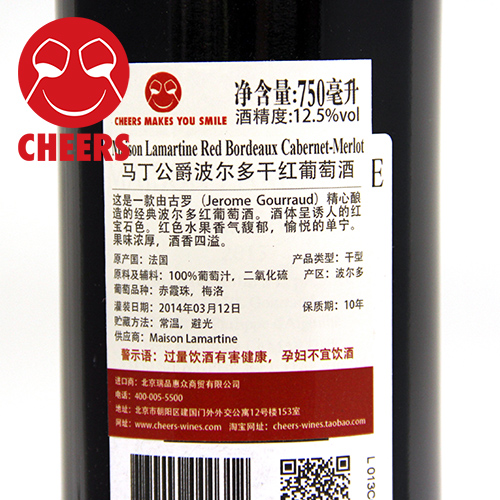 CHEERS
CHEERS MAKES YOU SMILE
净含量:750毫升
酒精度:12.5%vol
Maison Lamartine Red Bordeaux Cabernet-Merlot
马丁公爵波尔多干红葡萄酒
E
这是一款由古罗（Jerome Gourraud）精心酿
造的经典波尔多红葡萄酒。酒体呈诱人的红
宝石色。红色水果香气馥郁，愉悦的单宁。
果味浓厚，酒香四溢。
原产国：法国 产品类型：干型
原料及辅料：100%葡萄汁，二氧化硫 产区：波尔多
葡萄品种：赤霞珠，梅洛
灌装日期：2014年03月12日 保质期：10年
贮藏方法：常温，避光
供应商：Maison Lamartine
警示语：过量饮酒有害健康，孕妇不宜饮酒
进口商：北京瑞品惠众商贸有限公司
电话：400-005-5500
地址：北京市朝阳区建国门外外交公寓12号楼153室
网址：www.cheers-wines.com 淘宝网址：cheers-wines.taobao.com